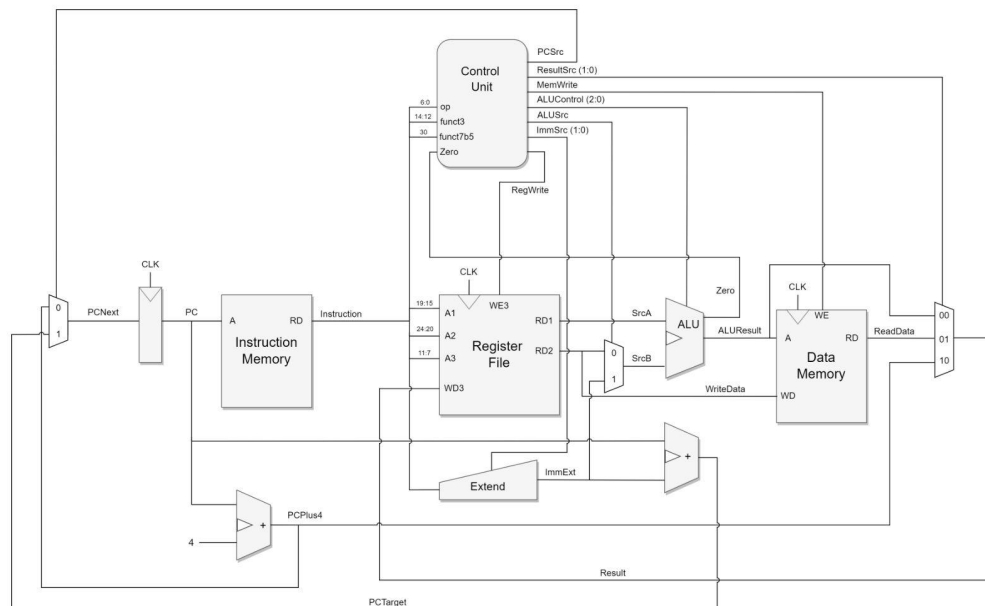 PCSrc
Control
Unit
ResultSrc (1:0)
MemWrite
ALUControl (2:0)
ALUSrc
ImmSrc (1:0)
6:0
op
14:12
funct3
30
funct7b5
Zero
RegWrite
CLK
0
1
PCNext
PC
A
RD
Instruction
Memory
Instruction
CLK
19:15
A1
WE3
24:20
A2
11:7
A3
WD3
RD1
RD2
Register
File
SrcA
0
1
SrcB
ALU
Zero
ALUResult
CLK
WE
A
RD
Data
Memory
WD
WriteData
ReadData
00
01
10
Extend
ImmExt
+
4
+
PCPlus4
Result
PCTarget